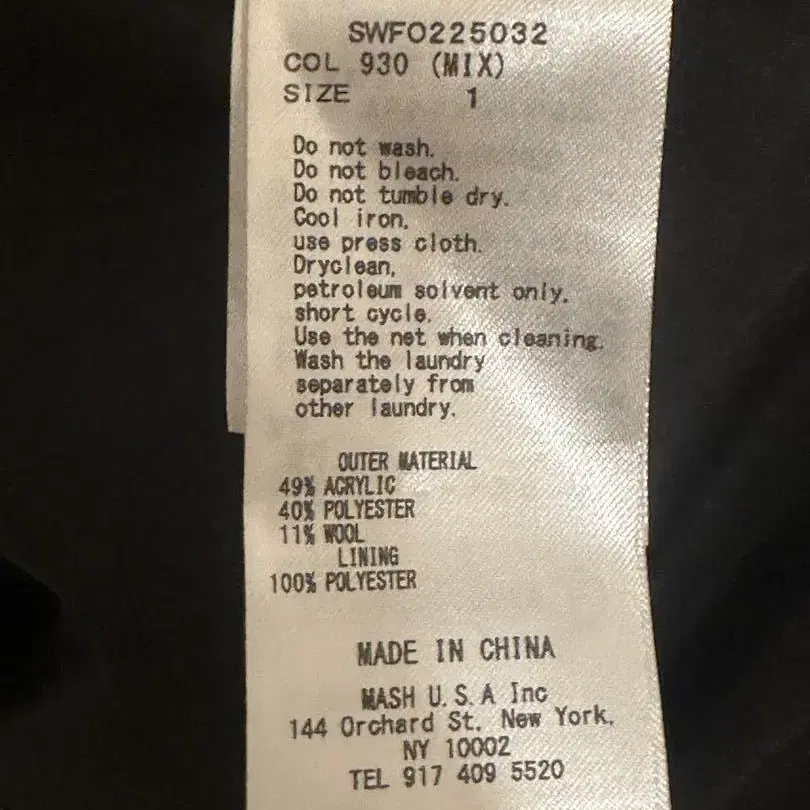 SWFO225032
COL 930 (MIX)
SIZE 1
Do not wash.
Do not bleach.
Do not tumble dry.
Cool iron,
use press cloth.
Dryclean,
petroleum solvent only,
short cycle.
Use the net when cleaning.
Wash the laundry
separately from
other laundry.
OUTER MATERIAL
49% ACRYLIC
40% POLYESTER
11% WOOL
LINING
100% POLYESTER
MADE IN CHINA
MASH U.S.A Inc
144 Orchard St, New York,
NY 10002
TEL 917 409 5520